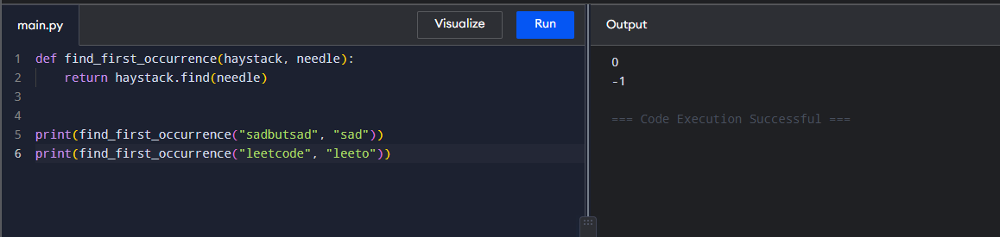 main.py
Visualize
Run
Output
1 def find_first_occurrence(haystack, needle):
2     return haystack.find(needle)
3
4
5 print(find_first_occurrence("sadbutsad", "sad"))
6 print(find_first_occurrence("leetcode", "leeto"))
0
-1
=== Code Execution Successful ===